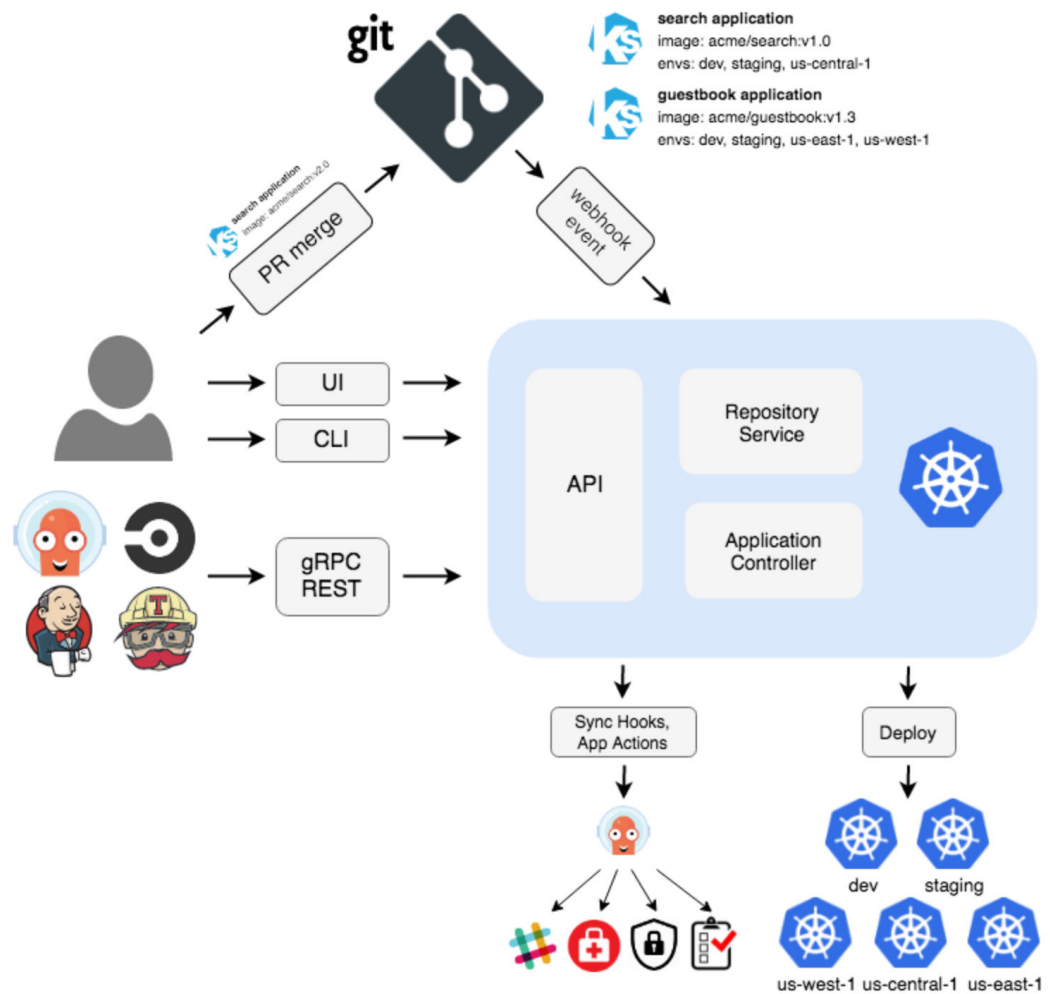 git
search application
image: acme/search:v1.0
envs: dev, staging, us-central-1
guestbook application
image: acme/guestbook:v1.3
envs: dev, staging, us-east-1, us-west-1
Ks
Ks
search application
image: acme/search:v2.0
Ks
PR merge
webhook
event
UI
CLI
gRPC
REST
T
API
Repository
Service
Application
Controller
Sync Hooks,
App Actions
Deploy
dev
staging
us-west-1
us-central-1
us-east-1